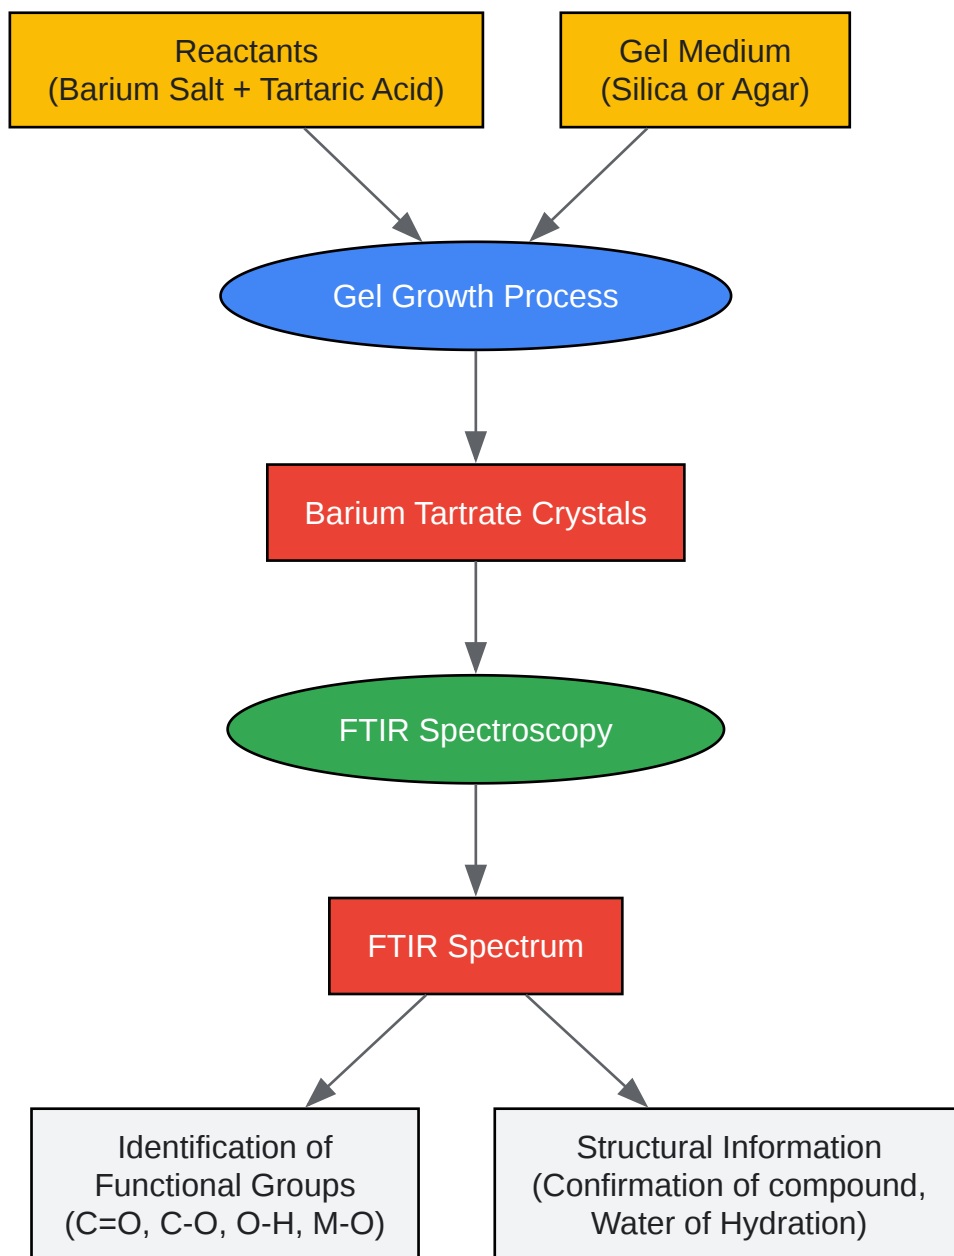 Reactants
(Barium Salt + Tartaric Acid)
Gel Medium
(Silica or Agar)
Gel Growth Process
Barium Tartrate Crystals
FTIR Spectroscopy
FTIR Spectrum
Identification of
Functional Groups
(C=O, C-O, O-H, M-O)
Structural Information
(Confirmation of compound,
Water of Hydration)